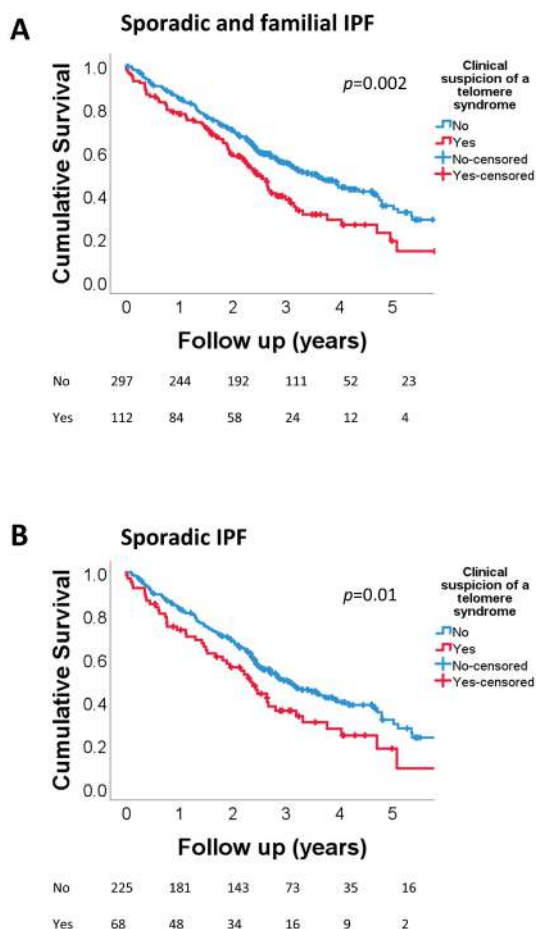 A
Sporadic and familial IPF
Cumulative Survival
1.0
0.8
0.6
0.4
0.2
0.0
p=0.002
Clinical
suspicion of a
telomere
syndrome
No
Yes
No-censored
Yes-censored
0 1 2 3 4 5
Follow up (years)
No 297 244 192 111 52 23
Yes 112 84 58 24 12 4
B
Sporadic IPF
Cumulative Survival
1.0
0.8
0.6
0.4
0.2
0.0
p=0.01
Clinical
suspicion of a
telomere
syndrome
No
Yes
No-censored
Yes-censored
0 1 2 3 4 5
Follow up (years)
No 225 181 143 73 35 16
Yes 68 48 34 16 9 2